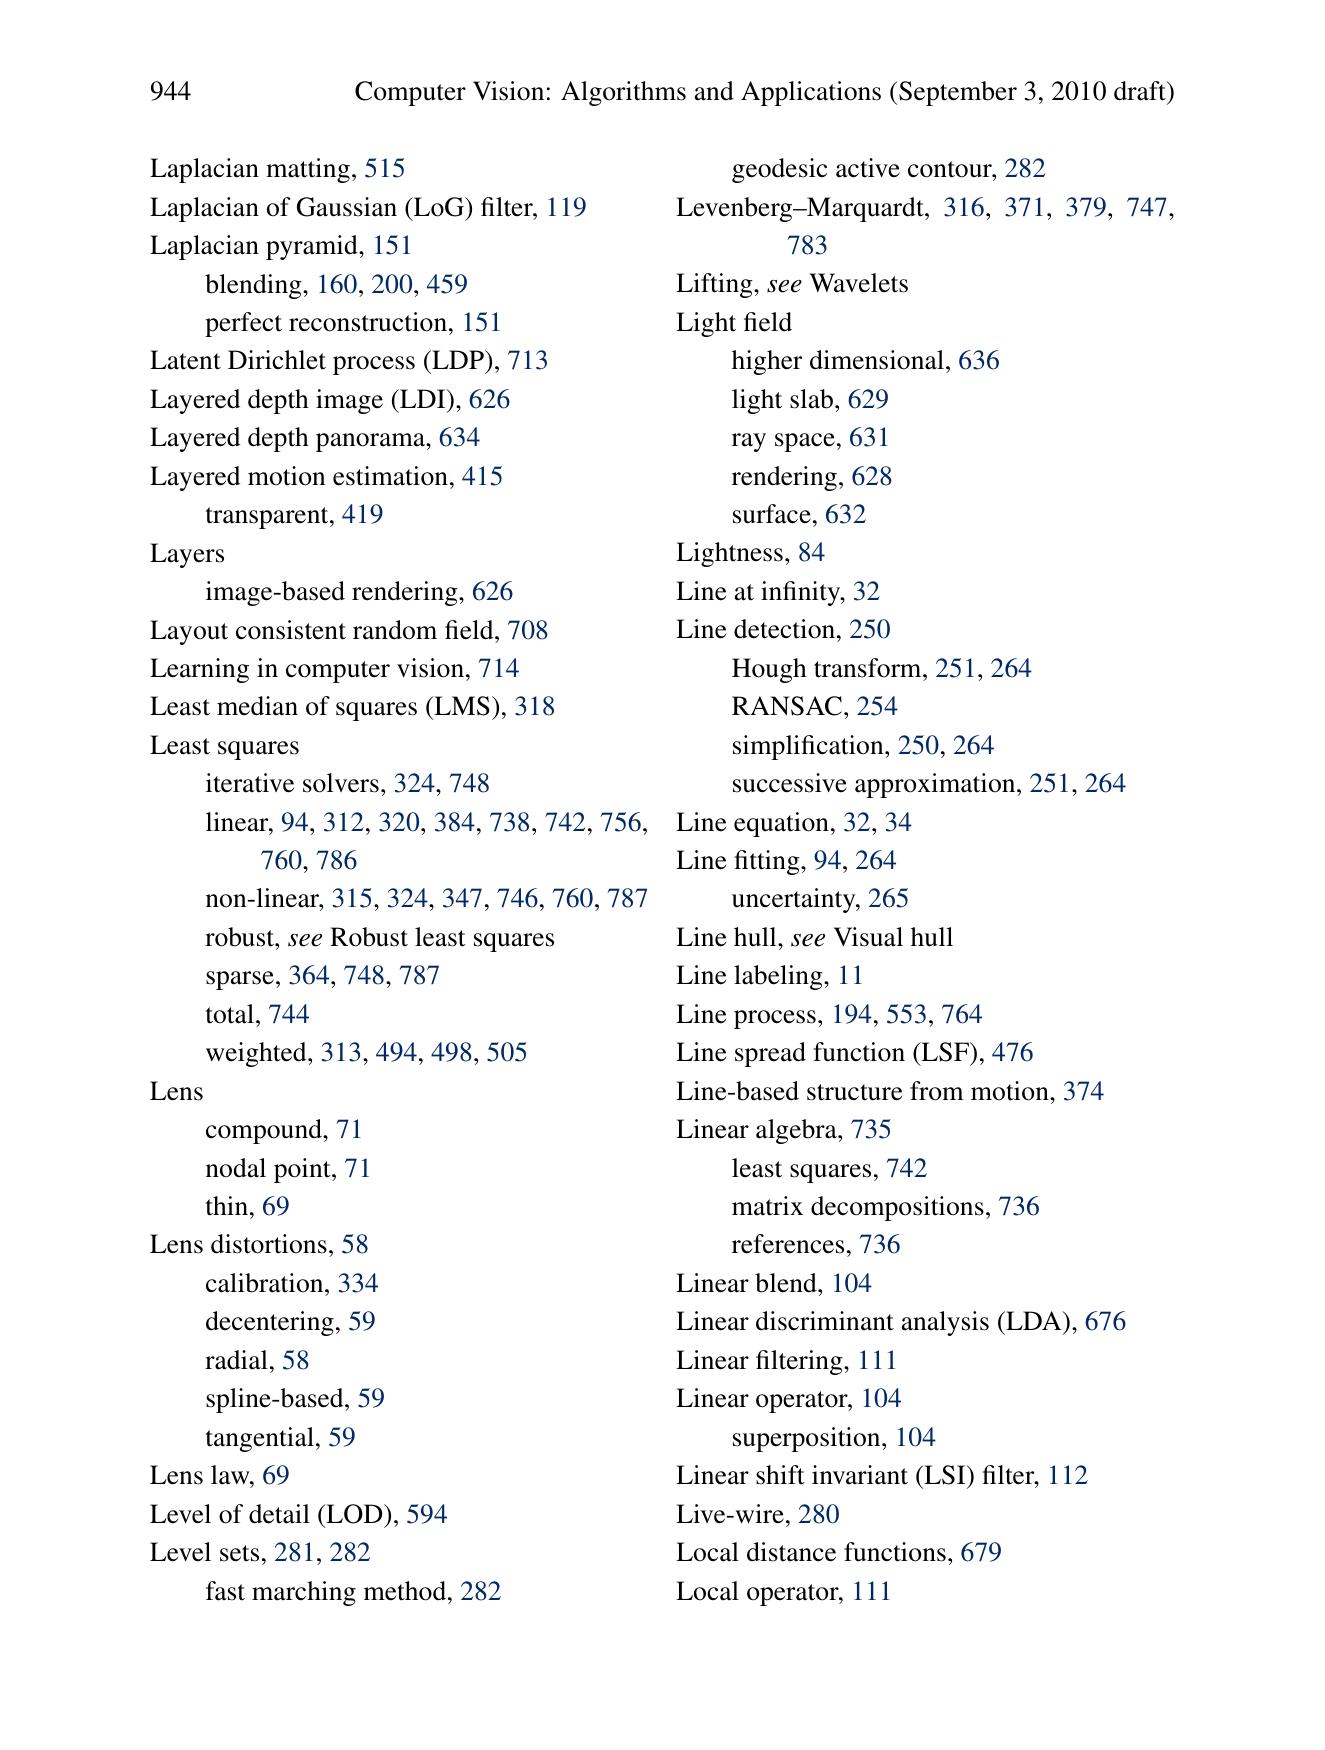 944 Computer Vision: Algorithms and Applications (September 3, 2010 draft)
Laplacian matting, 515
Laplacian of Gaussian (LoG) filter, 119
Laplacian pyramid, 151
blending, 160, 200, 459
perfect reconstruction, 151
Latent Dirichlet process (LDP), 713
Layered depth image (LDI), 626
Layered depth panorama, 634
Layered motion estimation, 415
transparent, 419
Layers
image-based rendering, 626
Layout consistent random field, 708
Learning in computer vision, 714
Least median of squares (LMS), 318
Least squares
iterative solvers, 324, 748
linear, 94, 312, 320, 384, 738, 742, 756,
760, 786
non-linear, 315, 324, 347, 746, 760, 787
robust, see Robust least squares
sparse, 364, 748, 787
total, 744
weighted, 313, 494, 498, 505
Lens
compound, 71
nodal point, 71
thin, 69
Lens distortions, 58
calibration, 334
decentering, 59
radial, 58
spline-based, 59
tangential, 59
Lens law, 69
Level of detail (LOD), 594
Level sets, 281, 282
fast marching method, 282
geodesic active contour, 282
Levenberg–Marquardt, 316, 371, 379, 747,
783
Lifting, see Wavelets
Light field
higher dimensional, 636
light slab, 629
ray space, 631
rendering, 628
surface, 632
Lightness, 84
Line at infinity, 32
Line detection, 250
Hough transform, 251, 264
RANSAC, 254
simplification, 250, 264
successive approximation, 251, 264
Line equation, 32, 34
Line fitting, 94, 264
uncertainty, 265
Line hull, see Visual hull
Line labeling, 11
Line process, 194, 553, 764
Line spread function (LSF), 476
Line-based structure from motion, 374
Linear algebra, 735
least squares, 742
matrix decompositions, 736
references, 736
Linear blend, 104
Linear discriminant analysis (LDA), 676
Linear filtering, 111
Linear operator, 104
superposition, 104
Linear shift invariant (LSI) filter, 112
Live-wire, 280
Local distance functions, 679
Local operator, 111